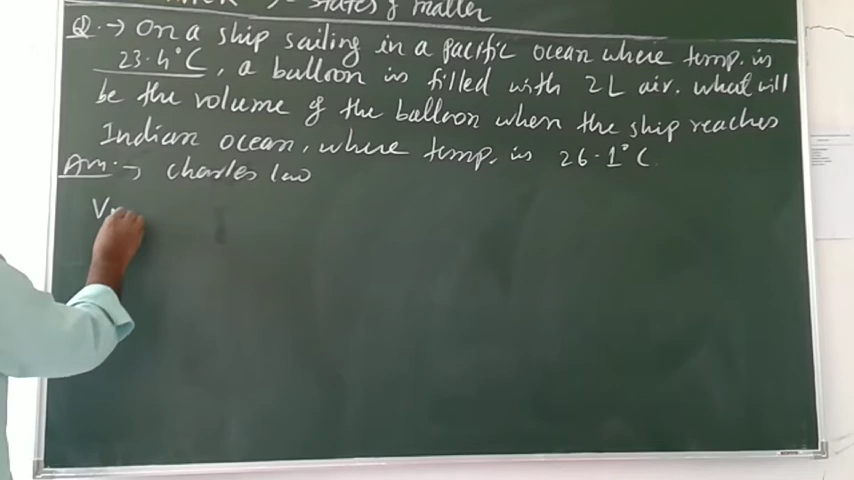 states of matter
Q.→ On a ship sailing in a pacific ocean where temp. is
23.4°C, a balloon is filled with 2L air. what will
be the volume of the balloon when the ship reaches
Indian ocean, where temp. is 26.1°C.
Ans.→ charles law
V